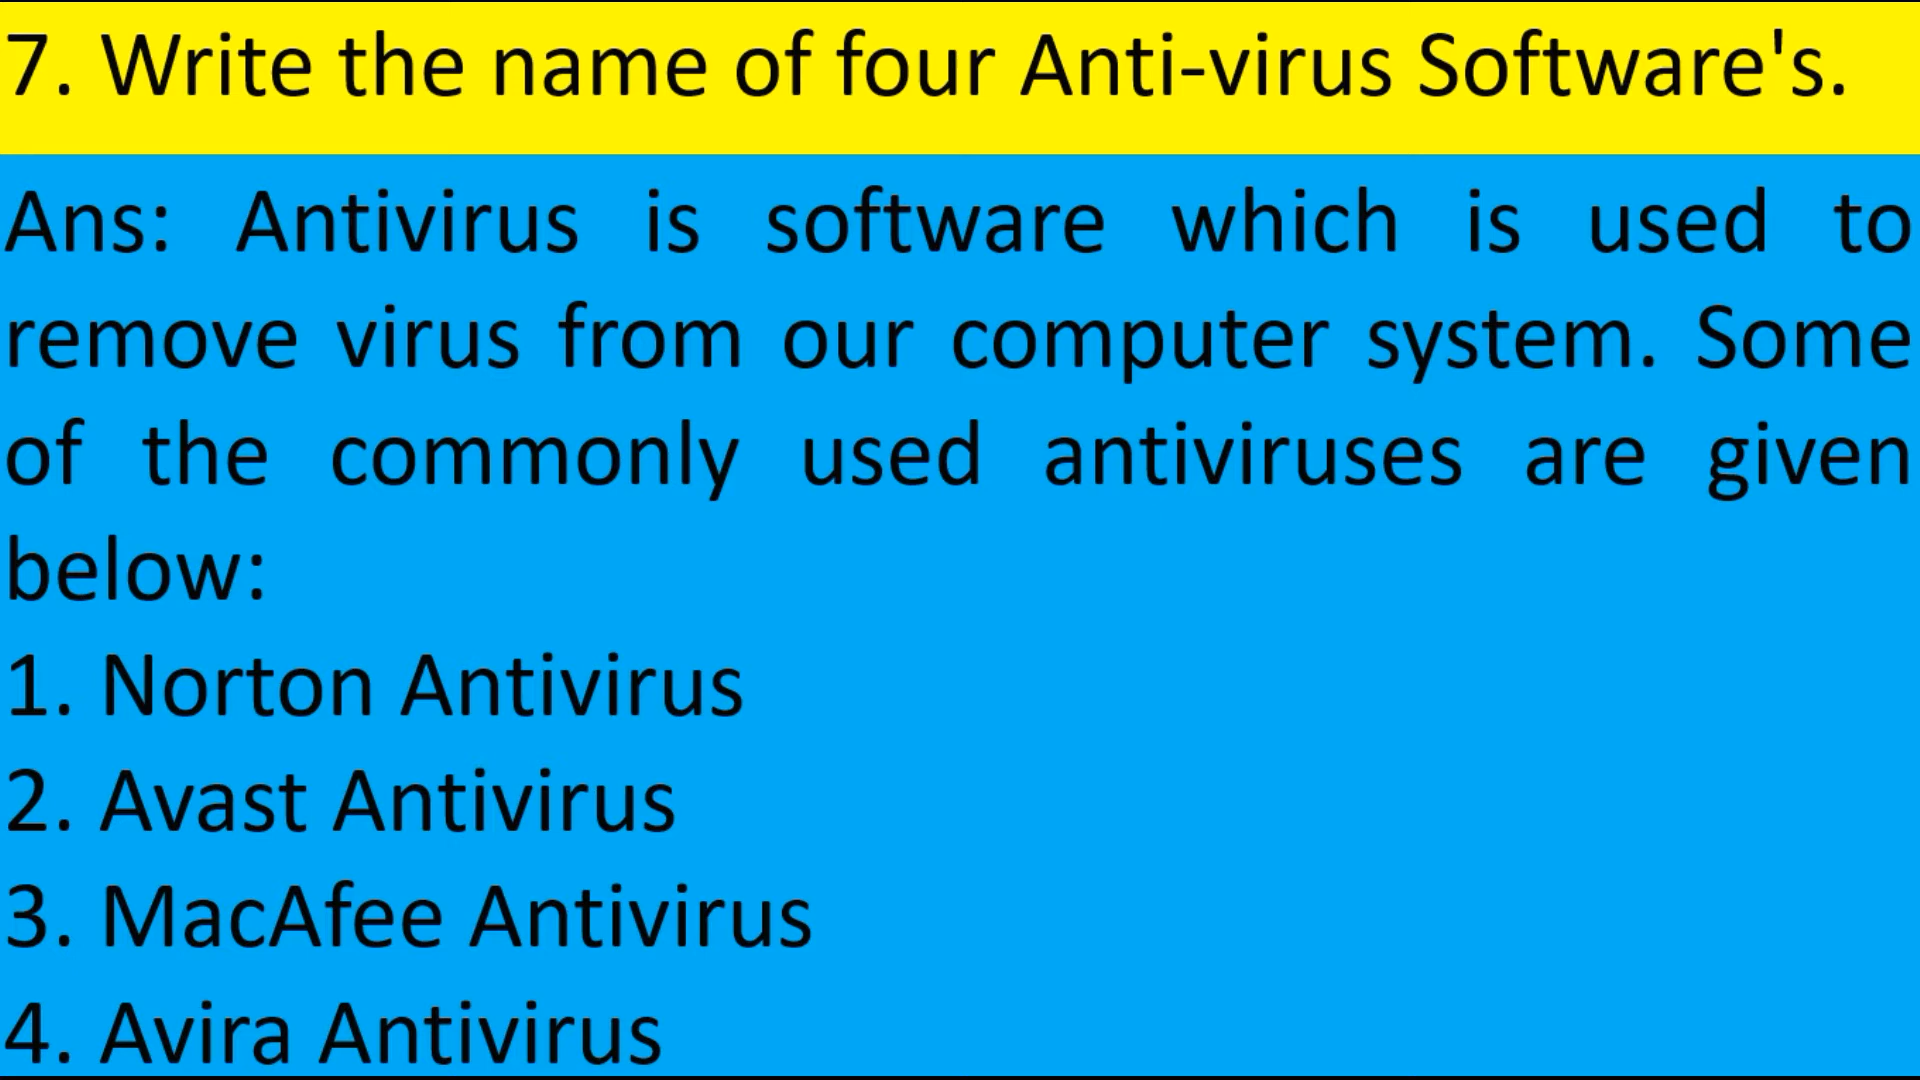 7. Write the name of four Anti-virus Software's.
Ans: Antivirus is software which is used to
remove virus from our computer system. Some
of the commonly used antiviruses are given
below:
1. Norton Antivirus
2. Avast Antivirus
3. MacAfee Antivirus
4. Avira Antivirus